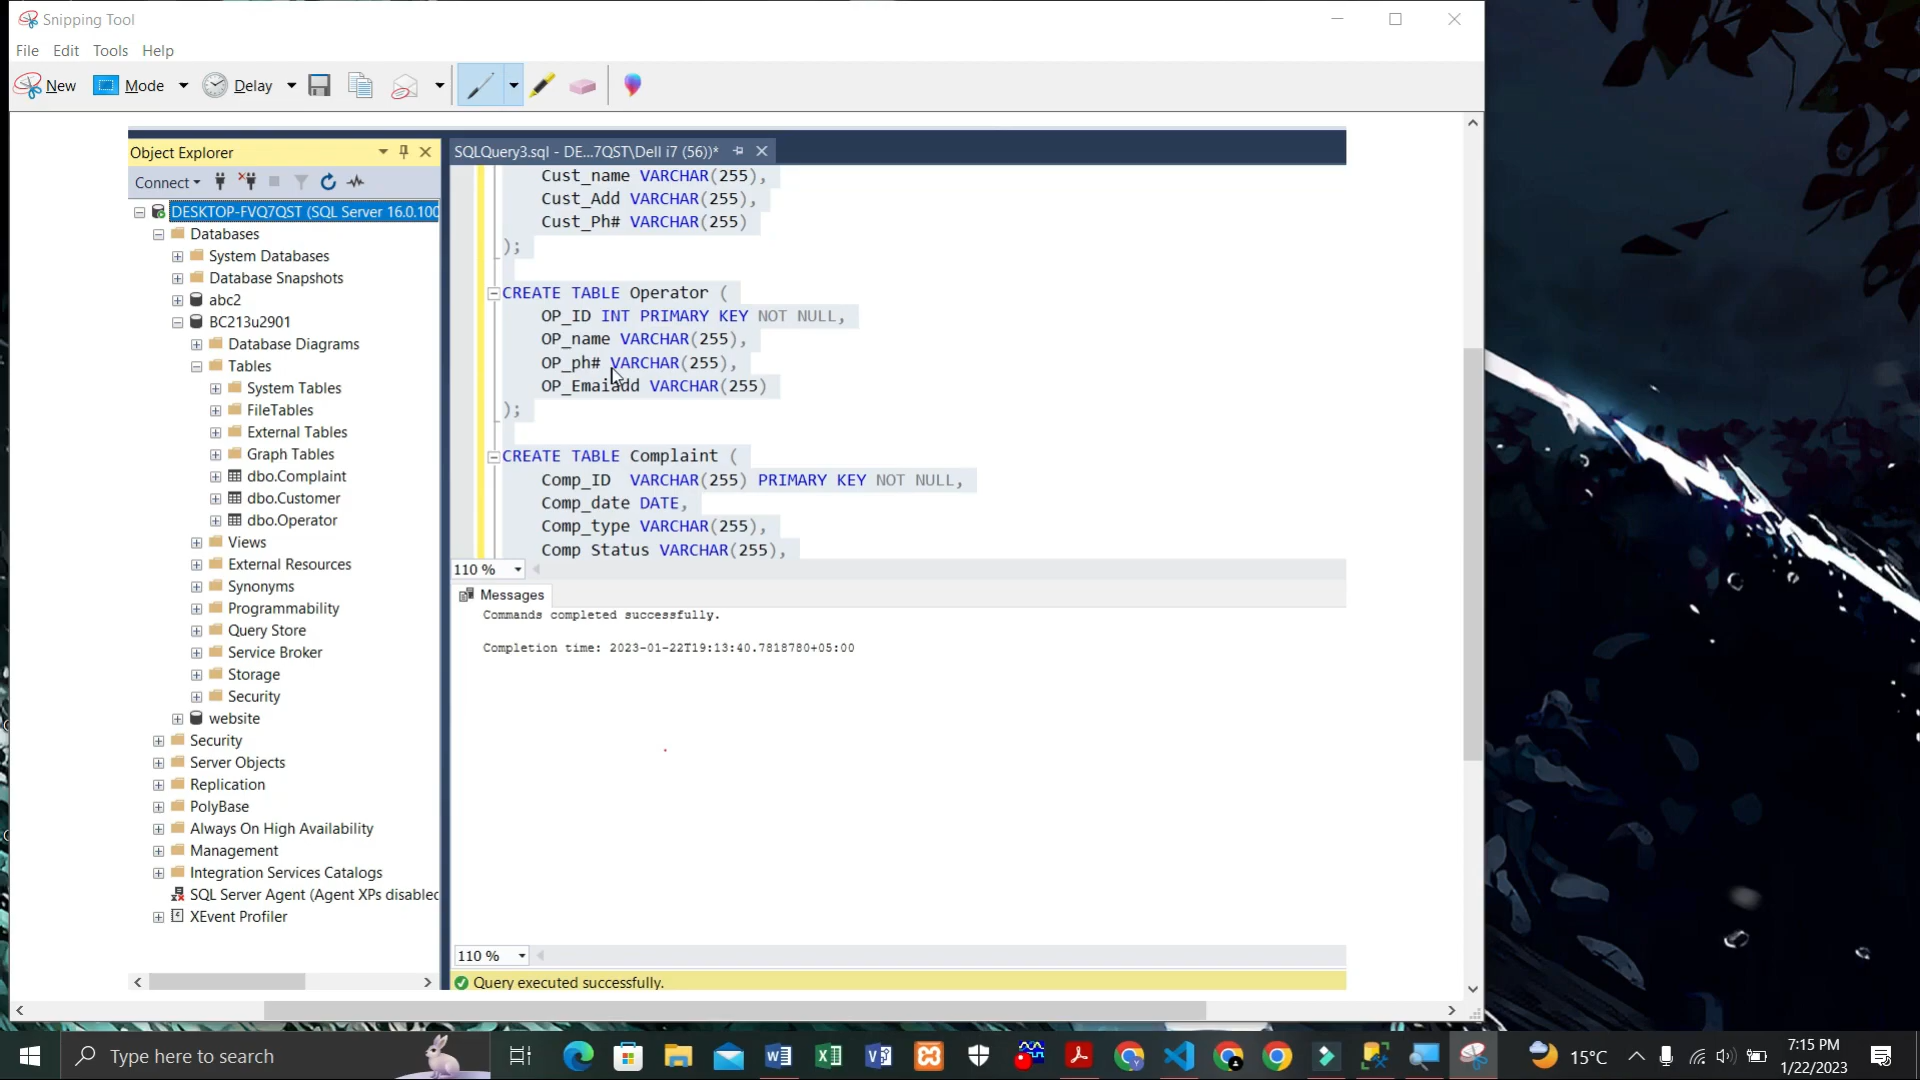 Snipping Tool
File Edit Tools Help
New Mode Delay
Object Explorer
Connect
DESKTOP-FVQ7QST (SQL Server 16.0.100
Databases
System Databases
Database Snapshots
abc2
BC213u2901
Database Diagrams
Tables
System Tables
FileTables
External Tables
Graph Tables
dbo.Complaint
dbo.Customer
dbo.Operator
Views
External Resources
Synonyms
Programmability
Query Store
Service Broker
Storage
Security
website
Security
Server Objects
Replication
PolyBase
Always On High Availability
Management
Integration Services Catalogs
SQL Server Agent (Agent XPs disabled
XEvent Profiler
SQLQuery3.sql - DE...7QST\Dell i7 (56))*
Cust_name VARCHAR(255),
Cust_Add VARCHAR(255),
Cust_Ph# VARCHAR(255)
);
CREATE TABLE Operator (
OP_ID INT PRIMARY KEY NOT NULL,
OP_name VARCHAR(255),
OP_ph# VARCHAR(255),
OP_Emaiadd VARCHAR(255)
);
CREATE TABLE Complaint (
Comp_ID VARCHAR(255) PRIMARY KEY NOT NULL,
Comp_date DATE,
Comp_type VARCHAR(255),
Comp Status VARCHAR(255),
110 %
Messages
Commands completed successfully.
Completion time: 2023-01-22T19:13:40.7818780+05:00
110 %
Query executed successfully.
Type here to search
15°C
7:15 PM
1/22/2023